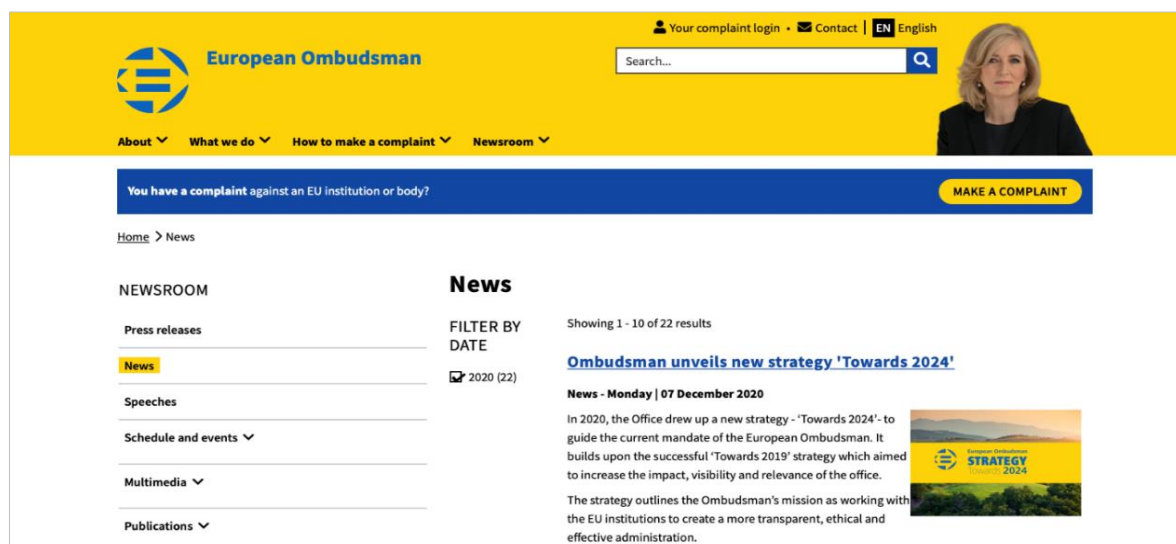 Your complaint login • Contact | EN English
European Ombudsman
Search...
About What we do How to make a complaint Newsroom
You have a complaint against an EU institution or body?
MAKE A COMPLAINT
Home > News
NEWSROOM
Press releases
News
Speeches
Schedule and events
Multimedia
Publications
News
FILTER BY
DATE
2020 (22)
Showing 1 - 10 of 22 results
Ombudsman unveils new strategy 'Towards 2024'
News - Monday | 07 December 2020
In 2020, the Office drew up a new strategy - ‘Towards 2024’- to
guide the current mandate of the European Ombudsman. It
builds upon the successful ‘Towards 2019’ strategy which aimed
to increase the impact, visibility and relevance of the office.
The strategy outlines the Ombudsman’s mission as working with
the EU institutions to create a more transparent, ethical and
effective administration.
European Ombudsman
STRATEGY
Towards 2024